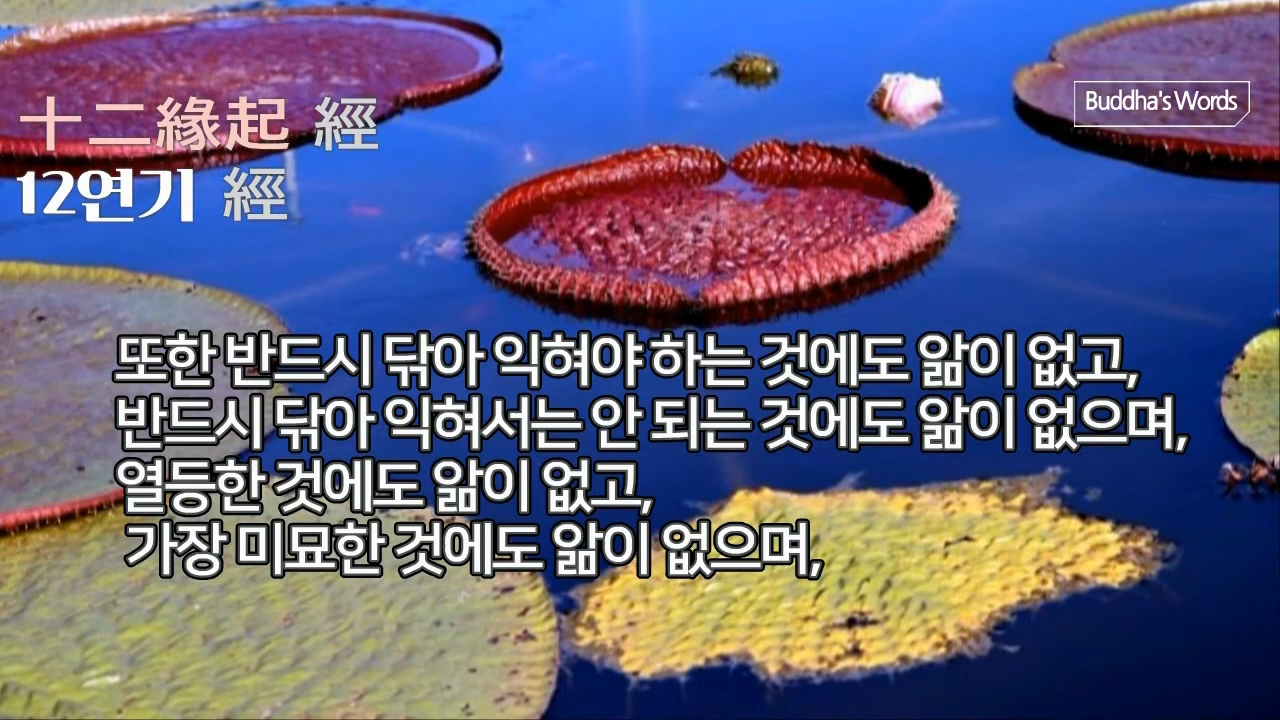 十二緣起 經
12연기 經
Buddha's Words
또한 반드시 닦아 익혀야 하는 것에도 앎이 없고,
반드시 닦아 익혀서는 안 되는 것에도 앎이 없으며,
열등한 것에도 앎이 없고,
가장 미묘한 것에도 앎이 없으며,